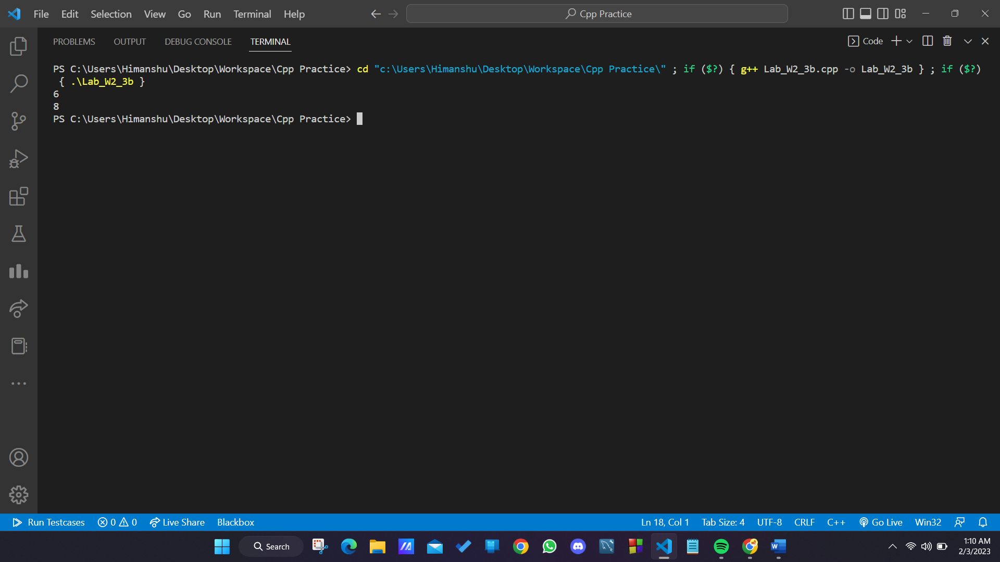 File Edit Selection View Go Run Terminal Help
Cpp Practice
PROBLEMS OUTPUT DEBUG CONSOLE TERMINAL
Code
PS C:\Users\Himanshu\Desktop\Workspace\Cpp Practice> cd "c:\Users\Himanshu\Desktop\Workspace\Cpp Practice\" ; if ($?) { g++ Lab_W2_3b.cpp -o Lab_W2_3b } ; if ($?)
{ .\Lab_W2_3b }
6
8
PS C:\Users\Himanshu\Desktop\Workspace\Cpp Practice>
Run Testcases 0 0 Live Share Blackbox
Ln 18, Col 1 Tab Size: 4 UTF-8 CRLF C++ Go Live Win32
Search
1:10 AM
2/3/2023